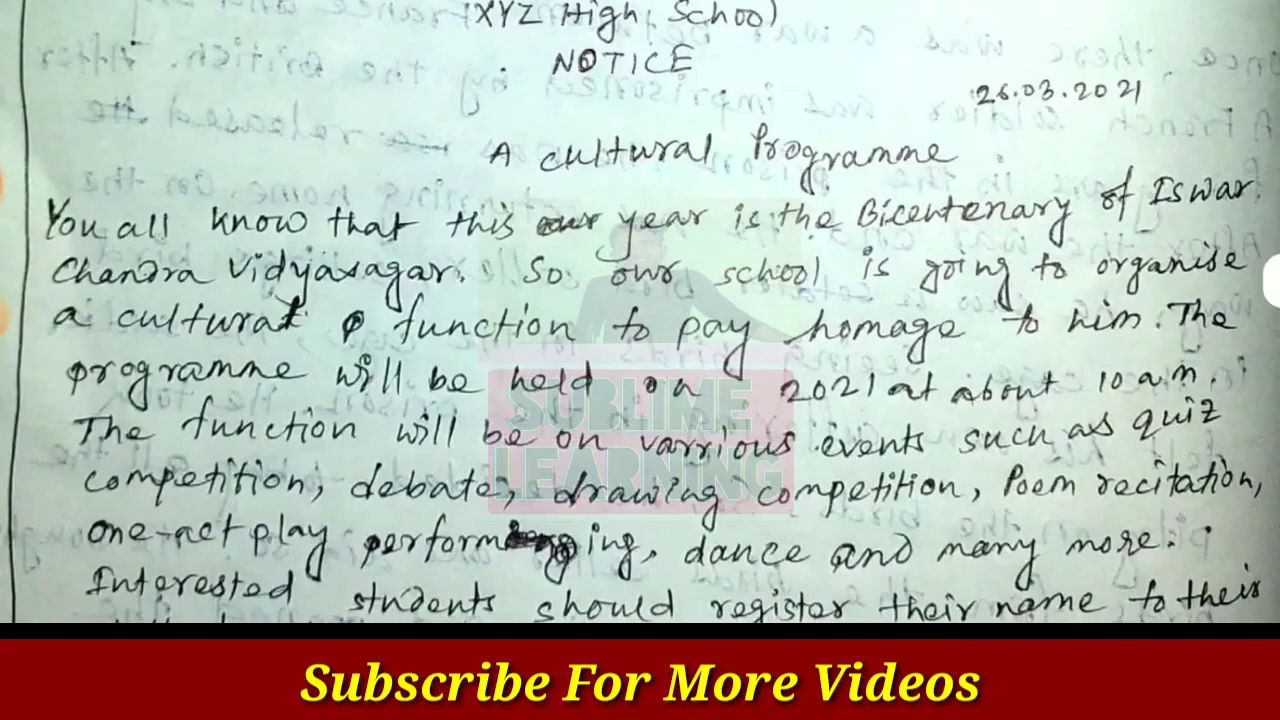 (XYZ High School)
NOTICE
26.03.2021
A cultural Programme
You all know that this year is the Bicentenary of Iswar
Chandra Vidyasagar. So our school is going to organise
a cultural function to pay homage to him. The
programme will be held on 2021 at about 10 a.m.
The function will be on varrious events such as quiz
competition, debate, drawing competition, Poem recitation,
one-act play performing, dance and many more.
Interested students should register their name to their
SUBLIME
LEARNING
Subscribe For More Videos